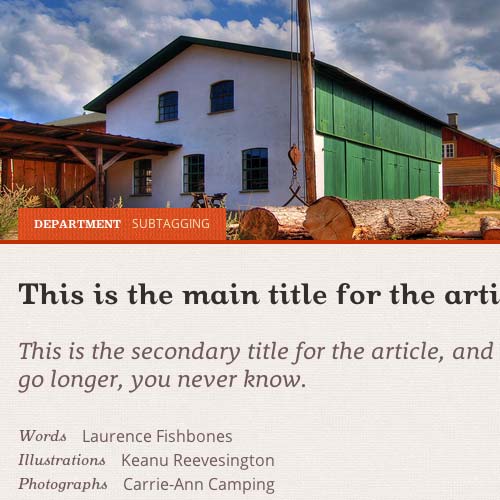 DEPARTMENT SUBTAGGING
This is the main title for the arti
This is the secondary title for the article, and
go longer, you never know.
Words Laurence Fishbones
Illustrations Keanu Reevesington
Photographs Carrie-Ann Camping